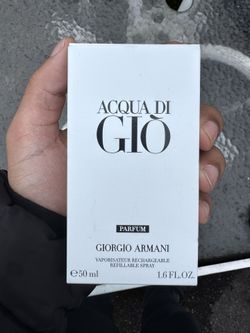 ACQUA DI
GIÒ
PARFUM
GIORGIO ARMANI
VAPORISATEUR RECHARGEABLE
REFILLABLE SPRAY
e 50 ml 1.6 FL.OZ.